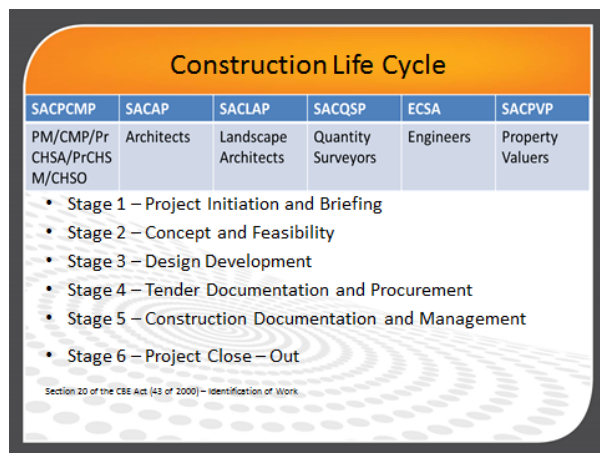 Construction Life Cycle
SACPCMP SACAP SACLAP SACQSP ECSA SACPVP
PM/CMP/Pr Architects Landscape Quantity Engineers Property
CHSA/PrCHS Architects Surveyors Valuers
M/CHSO
• Stage 1 – Project Initiation and Briefing
• Stage 2 – Concept and Feasibility
• Stage 3 – Design Development
• Stage 4 – Tender Documentation and Procurement
• Stage 5 – Construction Documentation and Management
• Stage 6 – Project Close – Out
Section 20 of the CBE Act (43 of 2000) – Identification of Work